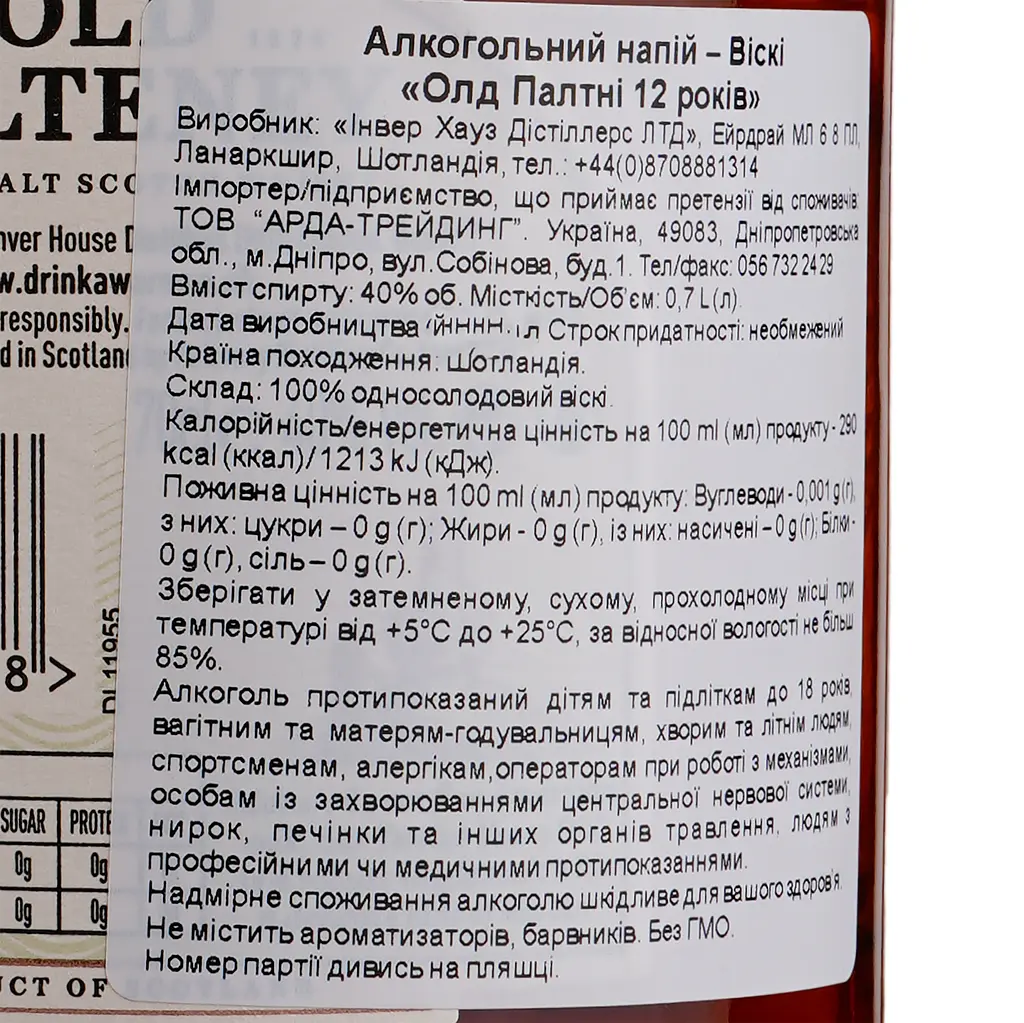 OLD
LTE
ALT SCO
nver House D
w.drinkaw
responsibly.
d in Scotland
8 >
DL11955
SUGAR PROTE
0g 0g
0g 0g
UCT OF
Алкогольний напій – Віскі
«Олд Палтні 12 років»
Виробник: «Інвер Хауз Дістіллерс ЛТД», Ейрдрай МЛ 6 8 ПЛ,
Ланаркшир, Шотландія, тел.: +44(0)8708881314
Імпортер/підприємство, що приймає претензії від споживачів:
ТОВ “АРДА-ТРЕЙДИНГ”. Україна, 49083, Дніпропетровська
обл., м.Дніпро, вул.Собінова, буд.1. Тел/факс: 056 732 24 29
Вміст спирту: 40% об. Місткість/Об'єм: 0,7 L (л).
Дата виробництва Строк придатності: необмежений
Країна походження: Шотландія.
Склад: 100% односолодовий віскі.
Калорійність/енергетична цінність на 100 ml (мл) продукту - 290
kcal (ккал)/ 1213 kJ (кДж).
Поживна цінність на 100 ml (мл) продукту: Вуглеводи - 0,001 g (г),
з них: цукри – 0 g (г); Жири - 0 g (г), із них: насичені – 0 g (г); Білки -
0 g (г), сіль – 0 g (г).
Зберігати у затемненому, сухому, прохолодному місці при
температурі від +5°C до +25°C, за відносної вологості не більш
85%.
Алкоголь протипоказаний дітям та підліткам до 18 років,
вагітним та матерям-годувальницям, хворим та літнім людям,
спортсменам, алергікам, операторам при роботі з механізмами,
особам із захворюваннями центральної нервової системи,
нирок, печінки та інших органів травлення, людям з
професійними чи медичними протипоказаннями.
Надмірне споживання алкоголю шкідливе для вашого здоров'я.
Не містить ароматизаторів, барвників. Без ГМО.
Номер партії дивись на пляшці.